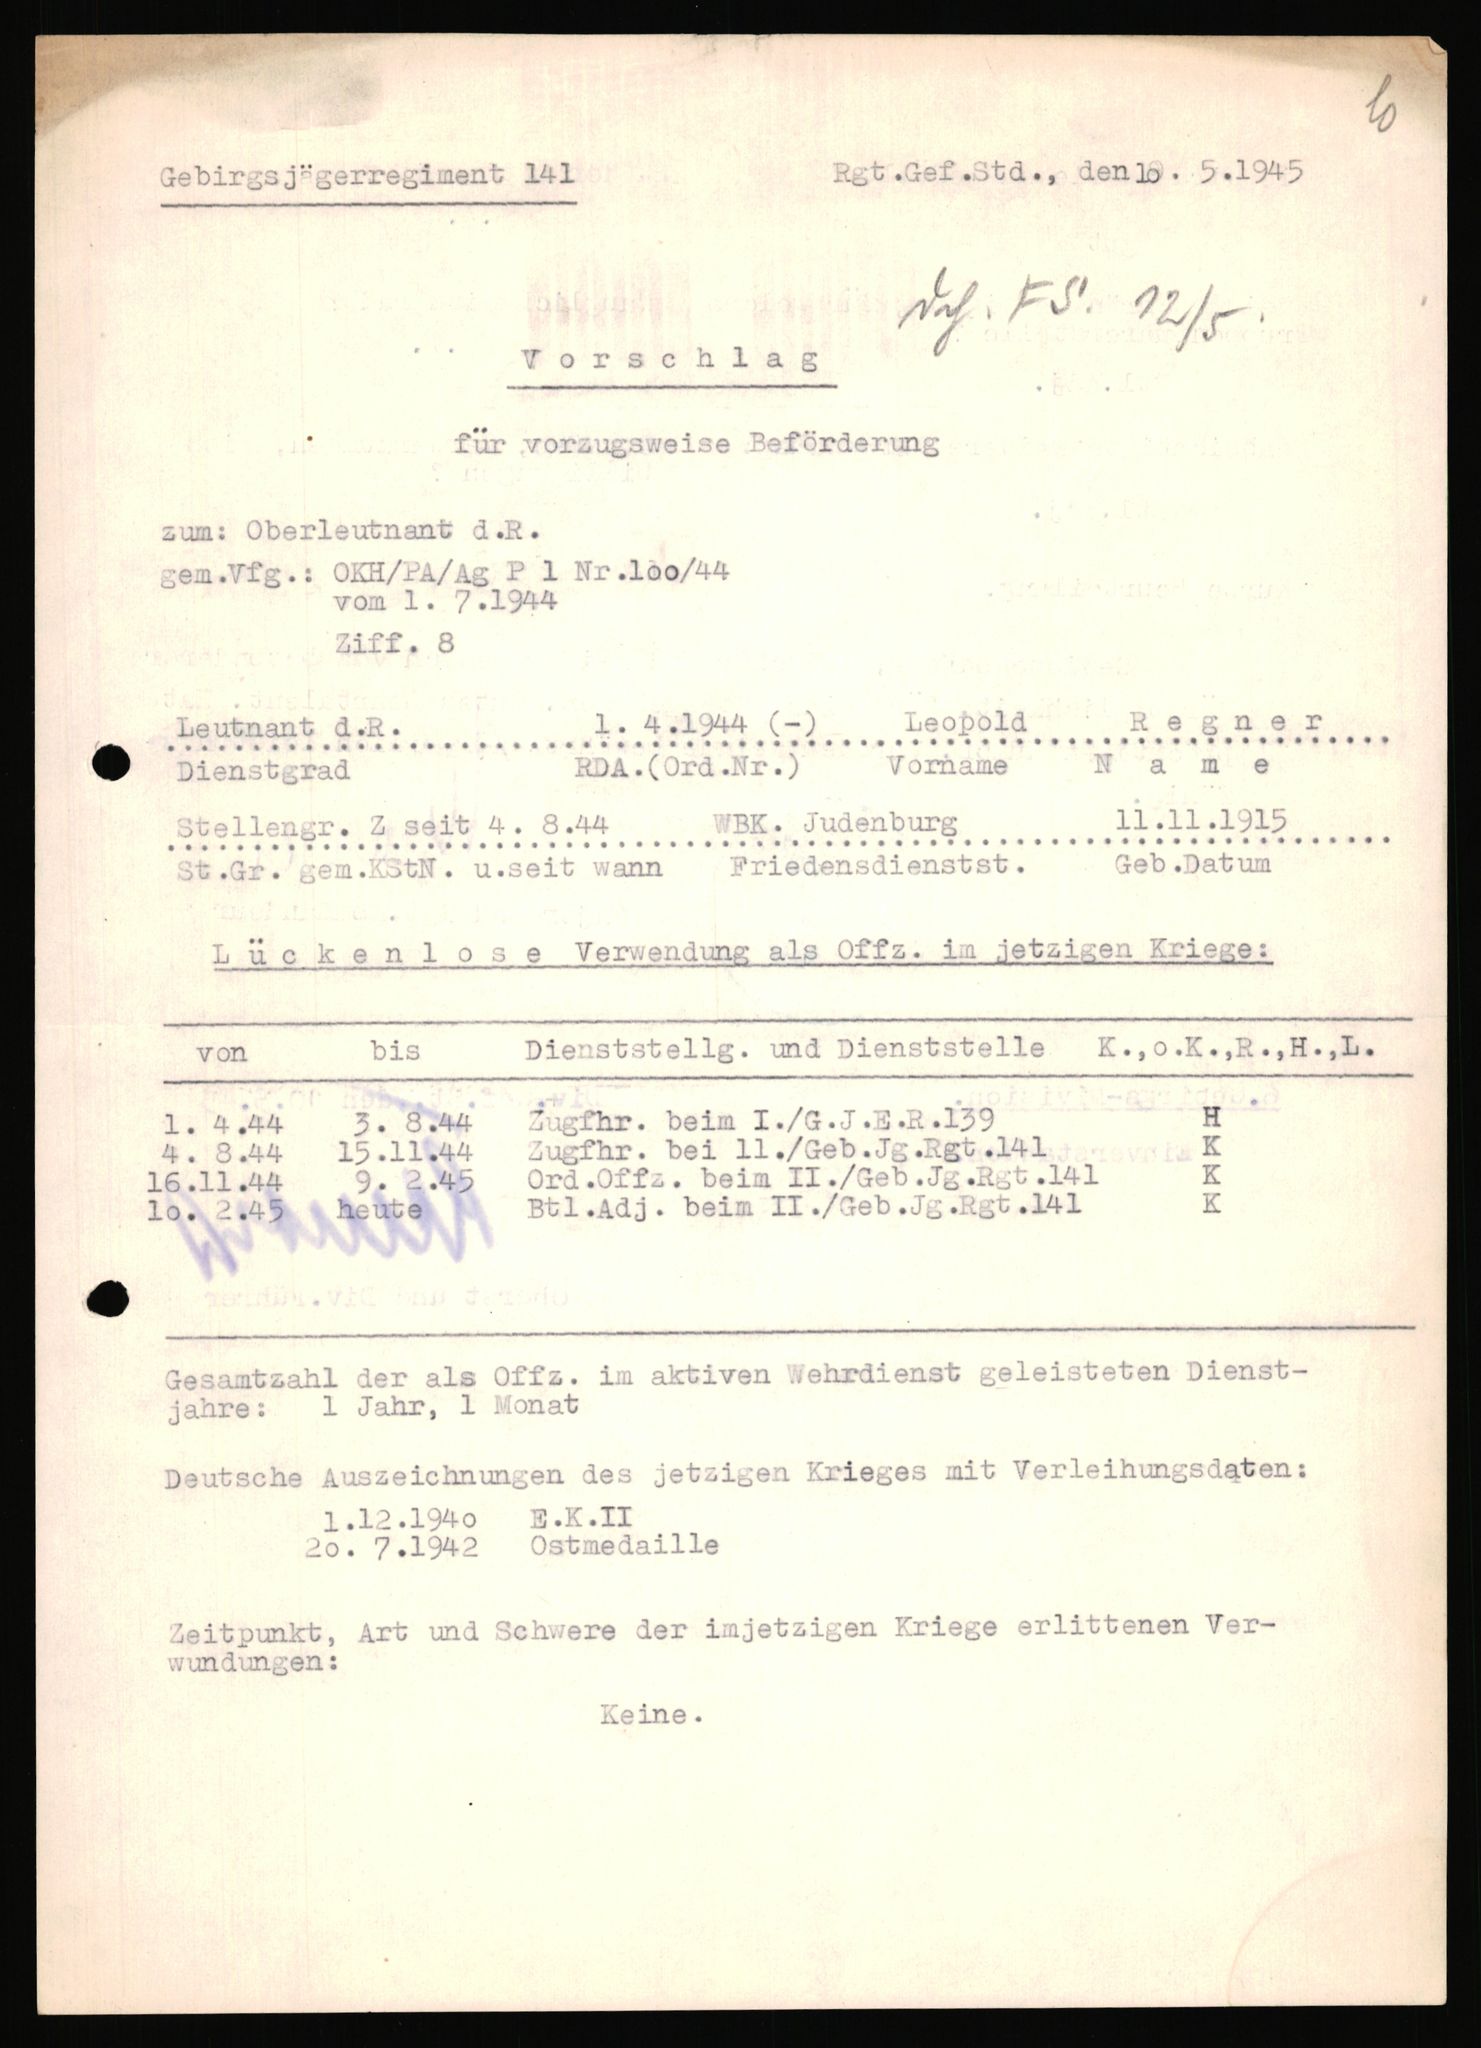 10
Gebirgsjägerregiment 141 Rgt.Gef.Std., den 10. 5.1945
FS. 12/5.
V o r s c h l a g
für vorzugsweise Beförderung
zum: Oberleutnant d.R.
gem.Vfg.: OKH/PA/Ag P 1 Nr.loo/44
vom 1. 7.1944
Ziff. 8
Leutnant d.R. 1. 4.1944 (-) Leopold R e g n e r
Dienstgrad RDA.(Ord.Nr.) Vorname N a m e
Stellengr. Z seit 4. 8.44 WBK. Judenburg 11.11.1915
St.Gr. gem.KStN. u.seit wann Friedensdienstst. Geb.Datum
L ü c k e n l o s e Verwendung als Offz. im jetzigen Kriege:
von bis Dienststellg. und Dienststelle K.,o.K.,R.,H.,L.
1. 4.44 3. 8.44 Zugfhr. beim I./G.J.E.R.139 H
4. 8.44 15.11.44 Zugfhr. bei 11./Geb.Jg.Rgt.141 K
16.11.44 9. 2.45 Ord.Offz. beim II./Geb.Jg.Rgt.141 K
1o. 2.45 heute Btl.Adj. beim II./Geb.Jg.Rgt.141 K
Gesamtzahl der als Offz. im aktiven Wehrdienst geleisteten Dienst-
jahre: 1 Jahr, 1 Monat
Deutsche Auszeichnungen des jetzigen Krieges mit Verleihungsdaten:
1.12.194o E.K.II
2o. 7.1942 Ostmedaille
Zeitpunkt, Art und Schwere der imjetzigen Kriege erlittenen Ver-
wundungen:
Keine.